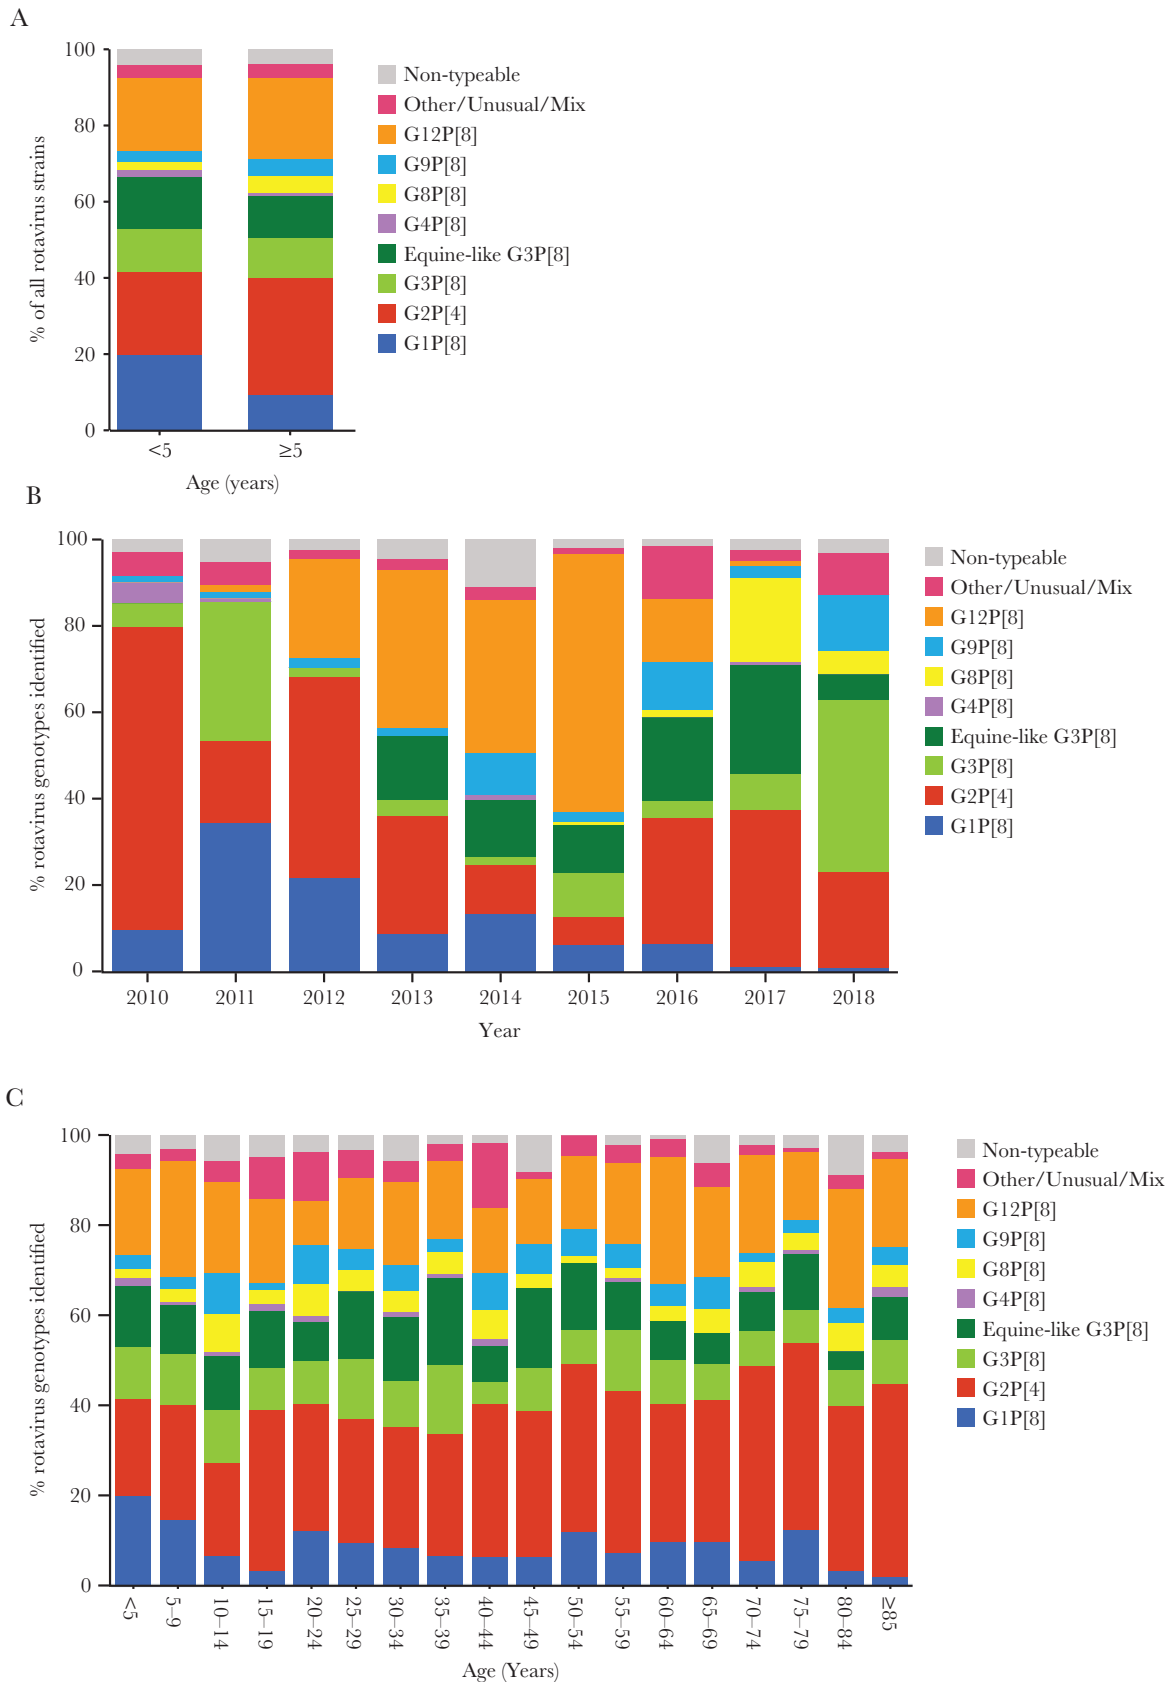 A
100
80
60
40
20
0
% of all rotavirus strains
<5
≥5
Age (years)
Non-typeable
Other/Unusual/Mix
G12P[8]
G9P[8]
G8P[8]
G4P[8]
Equine-like G3P[8]
G3P[8]
G2P[4]
G1P[8]
B
100
80
60
40
20
0
% rotavirus genotypes identified
2010 2011 2012 2013 2014 2015 2016 2017 2018
Year
Non-typeable
Other/Unusual/Mix
G12P[8]
G9P[8]
G8P[8]
G4P[8]
Equine-like G3P[8]
G3P[8]
G2P[4]
G1P[8]
C
100
80
60
40
20
0
% rotavirus genotypes identified
<5
5–9
10–14
15–19
20–24
25–29
30–34
35–39
40–44
45–49
50–54
55–59
60–64
65–69
70–74
75–79
80–84
≥85
Age (Years)
Non-typeable
Other/Unusual/Mix
G12P[8]
G9P[8]
G8P[8]
G4P[8]
Equine-like G3P[8]
G3P[8]
G2P[4]
G1P[8]